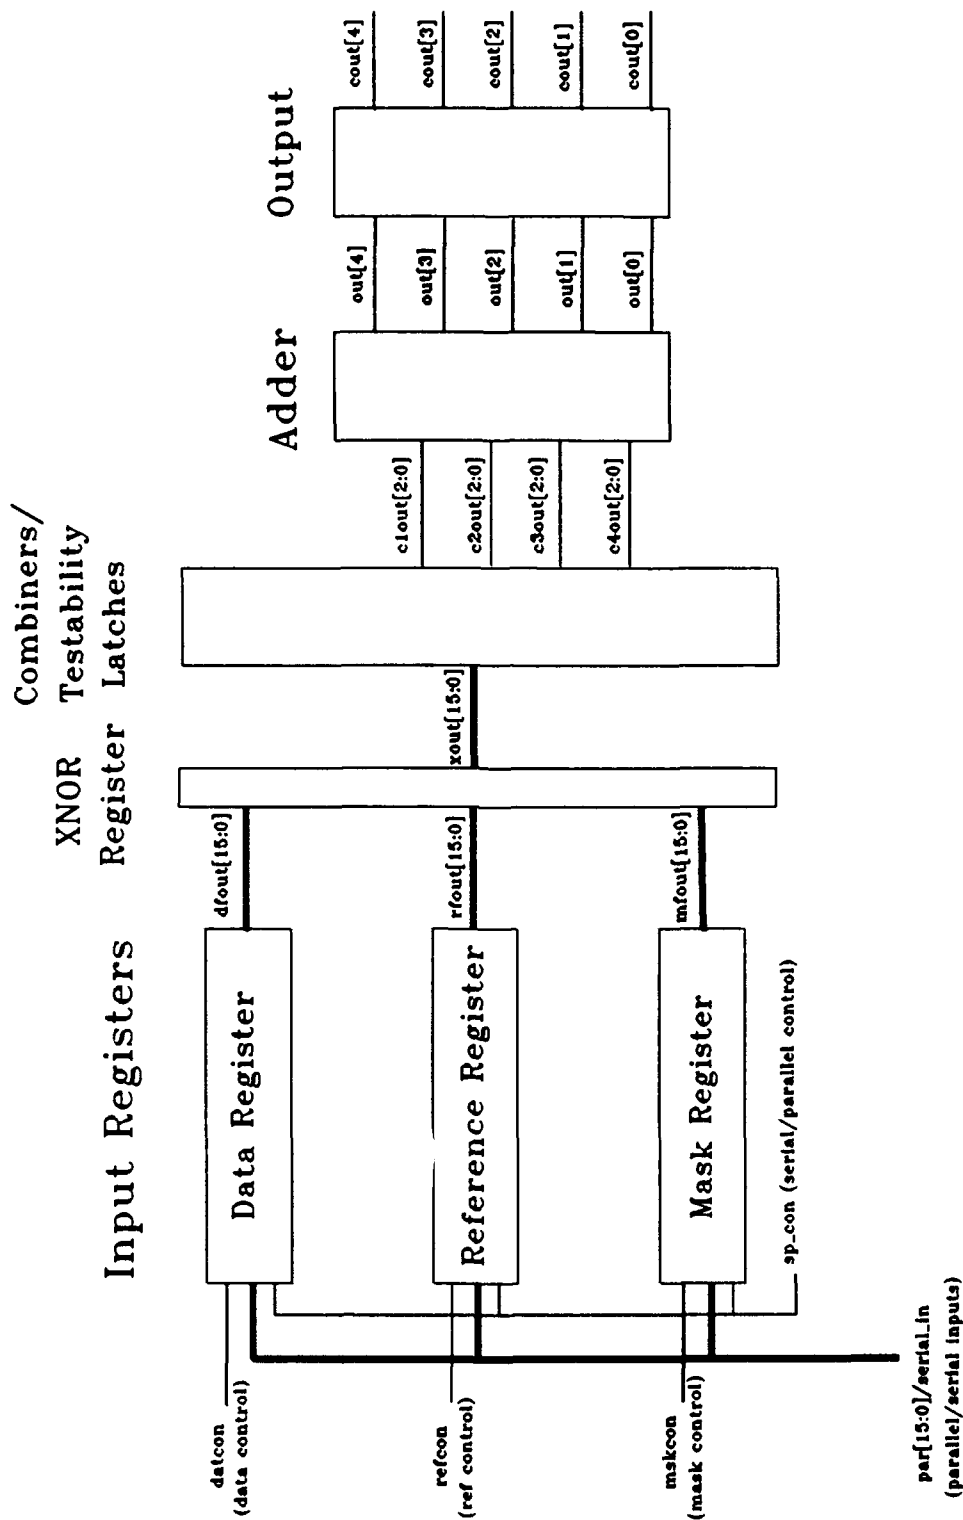 Input Registers
XNOR
Register
Combiners/
Testability
Latches
Adder
Output
datcon
(data control)
Data Register
dfout[15:0]
refcon
(ref control)
Reference Register
rfout[15:0]
mskcon
(mask control)
Mask Register
mfout[15:0]
sp_con (serial/parallel control)
par[15:0]/serial_in
(parallel/serial inputs)
xout[15:0]
c1out[2:0]
c2out[2:0]
c3out[2:0]
c4out[2:0]
out[4]
out[3]
out[2]
out[1]
out[0]
cout[4]
cout[3]
cout[2]
cout[1]
cout[0]